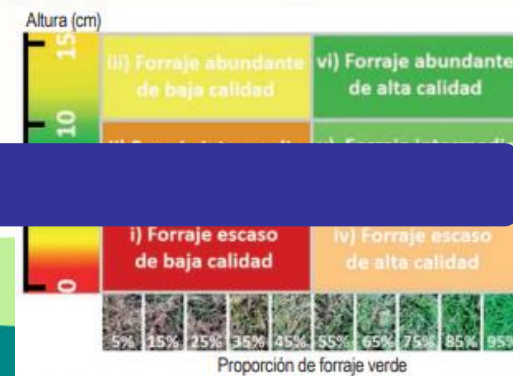 Altura (cm)
15
iii) Forraje abundante
de baja calidad
vi) Forraje abundante
de alta calidad
10
i) Forraje escaso
de baja calidad
iv) Forraje escaso
de alta calidad
0
5% 15% 25% 35% 45% 55% 65% 75% 85% 95%
Proporción de forraje verde